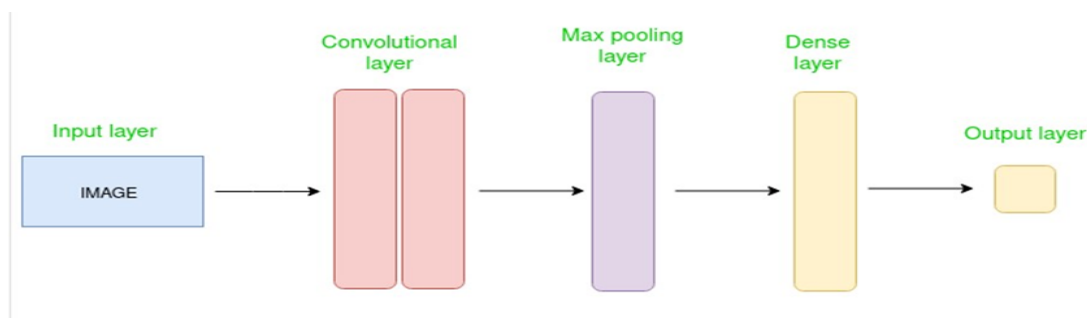 Convolutional
layer
Max pooling
layer
Dense
layer
Input layer
Output layer
IMAGE